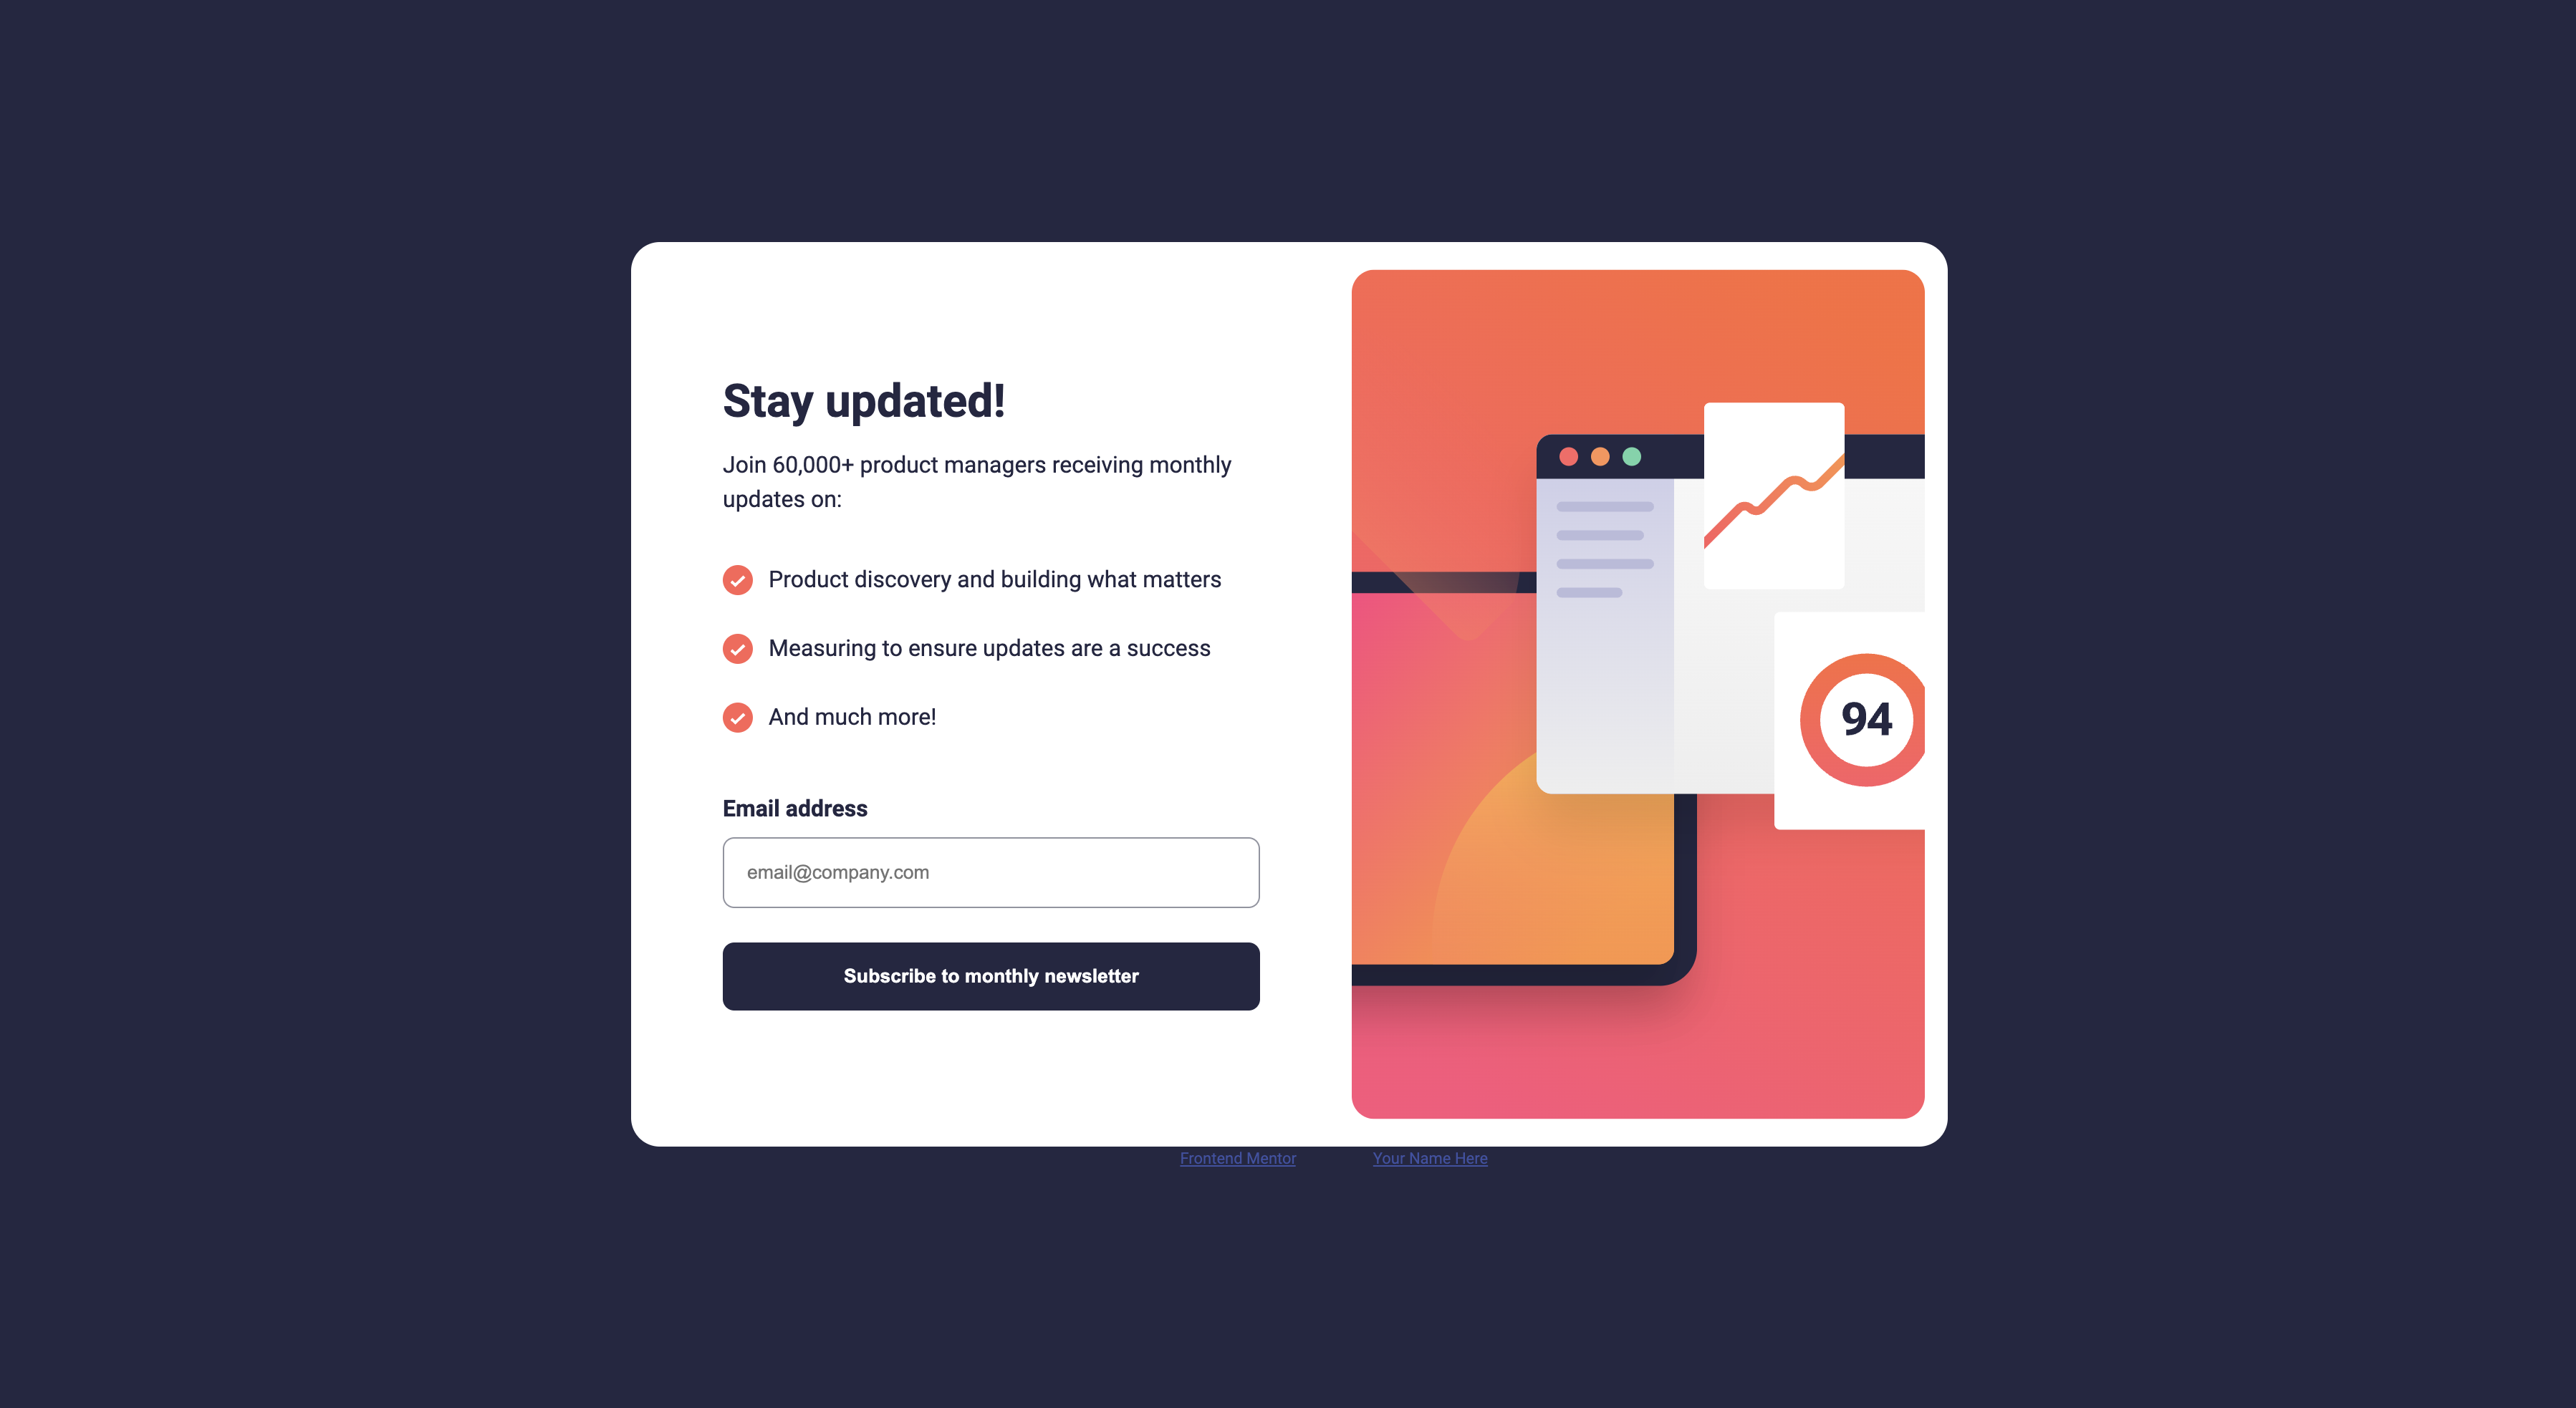 Stay updated!
Join 60,000+ product managers receiving monthly
updates on:
Product discovery and building what matters
Measuring to ensure updates are a success
And much more!
Email address
email@company.com
Subscribe to monthly newsletter
94
Frontend Mentor Your Name Here